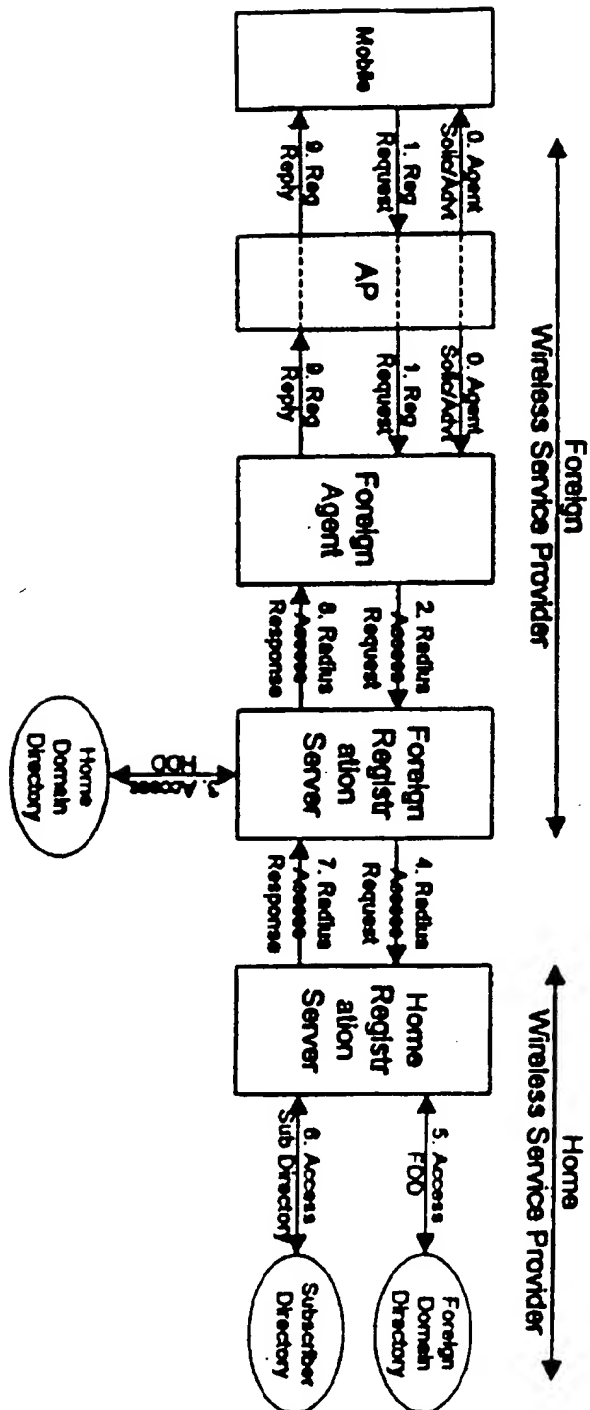 Foreign
Wireless Service Provider
Home
Wireless Service Provider
Mobile
0. Agent
Solic/Advt
1. Reg
Request
9. Reg
Reply
AP
0. Agent
Solic/Advt
1. Reg
Request
9. Reg
Reply
Foreign
Agent
2. Radius
Access
Request
8. Radius
Access
Response
Foreign
Registr
ation
Server
Access
HDD
Home
Domain
Directory
4. Radius
Access
Request
7. Radius
Access
Response
Home
Registr
ation
Server
5. Access
FDD
6. Access
Sub Directory
Foreign
Domain
Directory
Subscriber
Directory